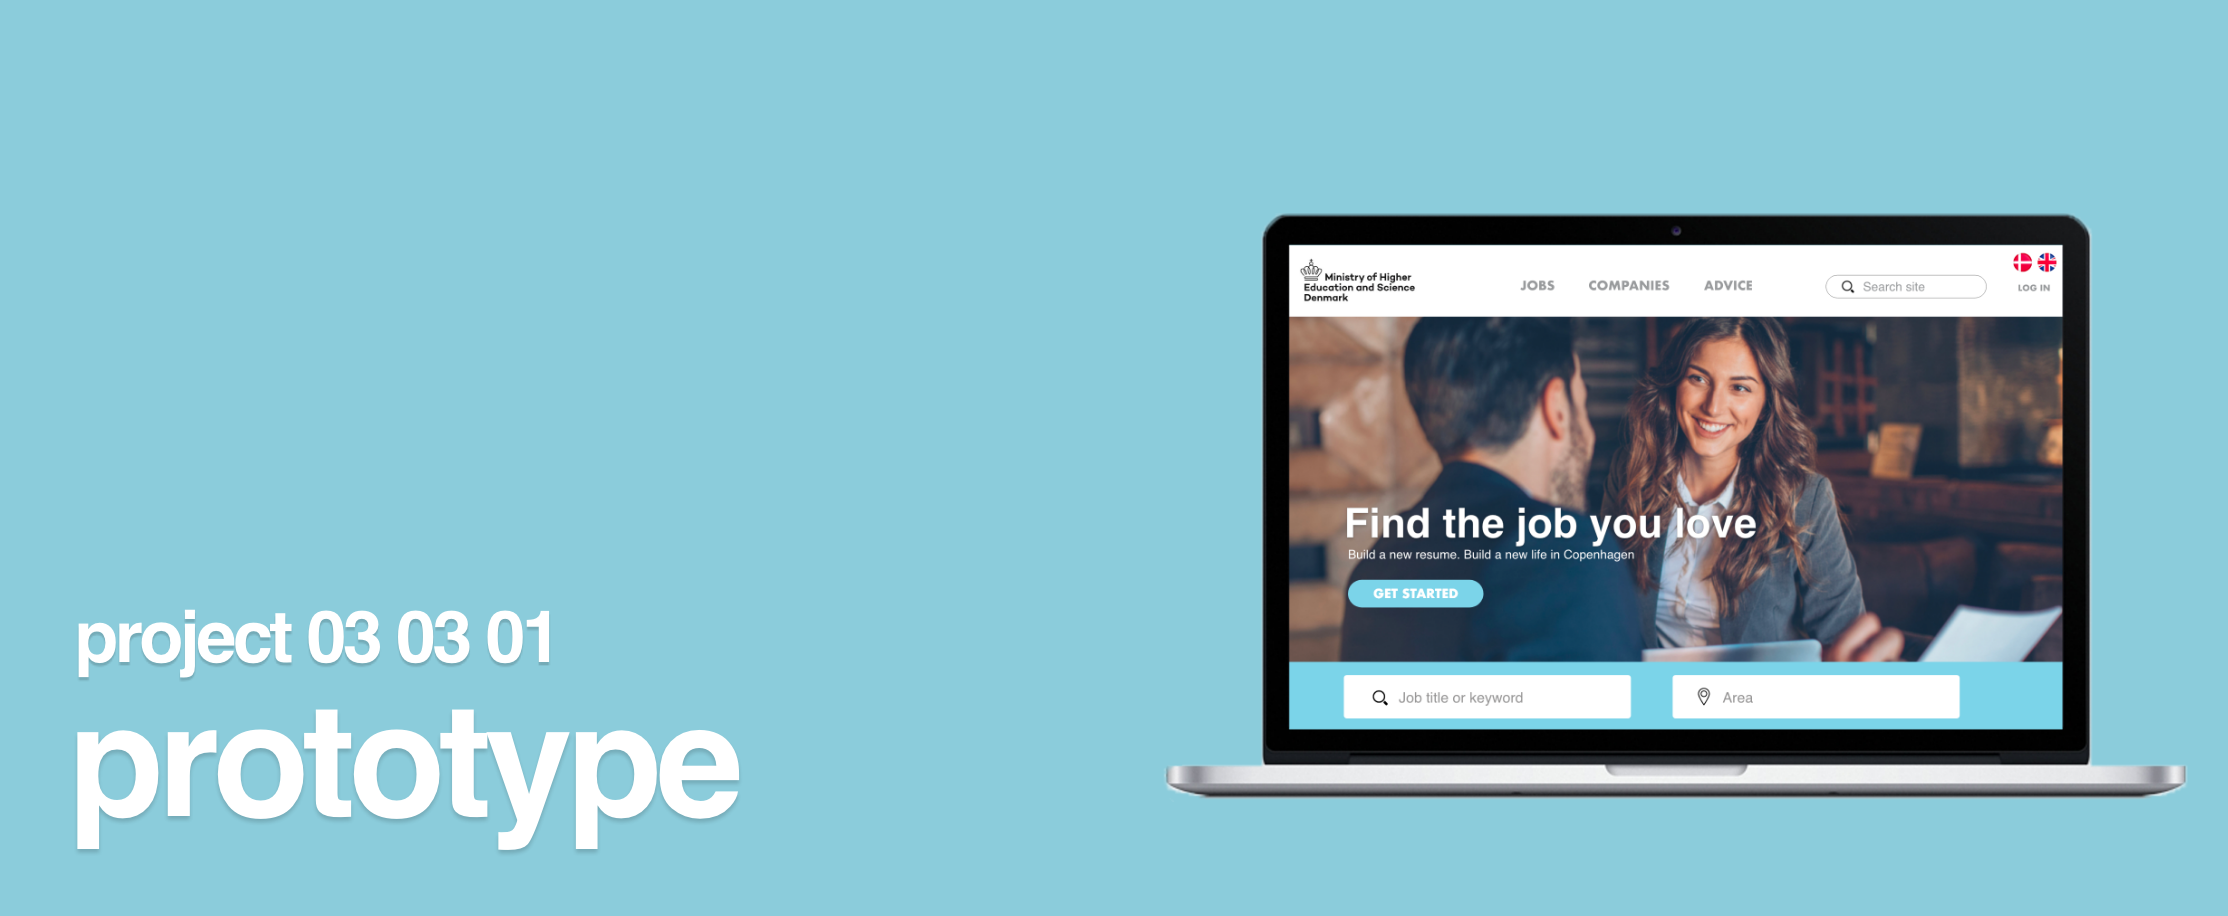 project 03 03 01
prototype
Ministry of Higher
Education and Science
Denmark
JOBS COMPANIES ADVICE
Search site
LOG IN
Find the job you love
Build a new resume. Build a new life in Copenhagen
GET STARTED
Job title or keyword
Area